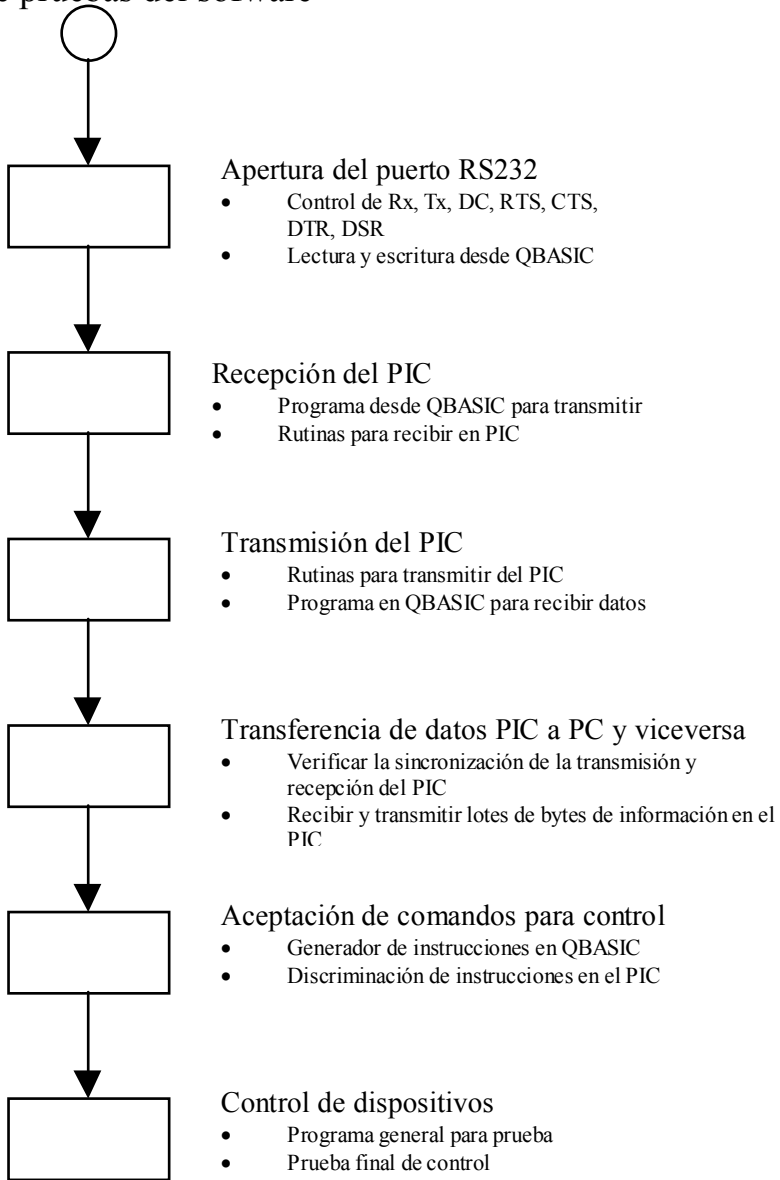 pruebas del sofware
Apertura del puerto RS232
• Control de Rx, Tx, DC, RTS, CTS,
DTR, DSR
• Lectura y escritura desde QBASIC
Recepción del PIC
• Programa desde QBASIC para transmitir
• Rutinas para recibir en PIC
Transmisión del PIC
• Rutinas para transmitir del PIC
• Programa en QBASIC para recibir datos
Transferencia de datos PIC a PC y viceversa
• Verificar la sincronización de la transmisión y
recepción del PIC
• Recibir y transmitir lotes de bytes de información en el
PIC
Aceptación de comandos para control
• Generador de instrucciones en QBASIC
• Discriminación de instrucciones en el PIC
Control de dispositivos
• Programa general para prueba
• Prueba final de control